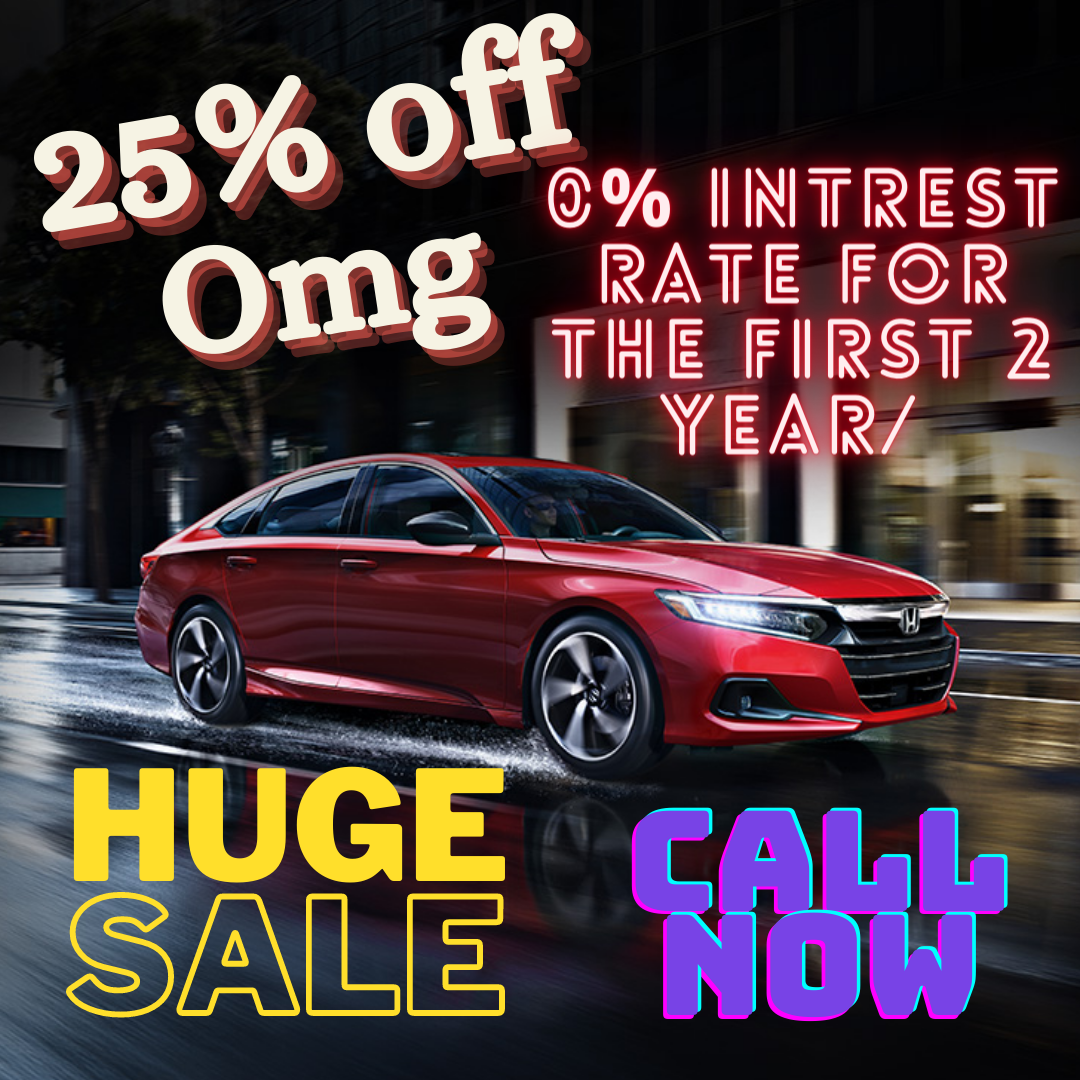 25% off
Omg
0% INTREST
RATE FOR
THE FIRST 2
YEAR/
HUGE
SALE
CALL
NOW